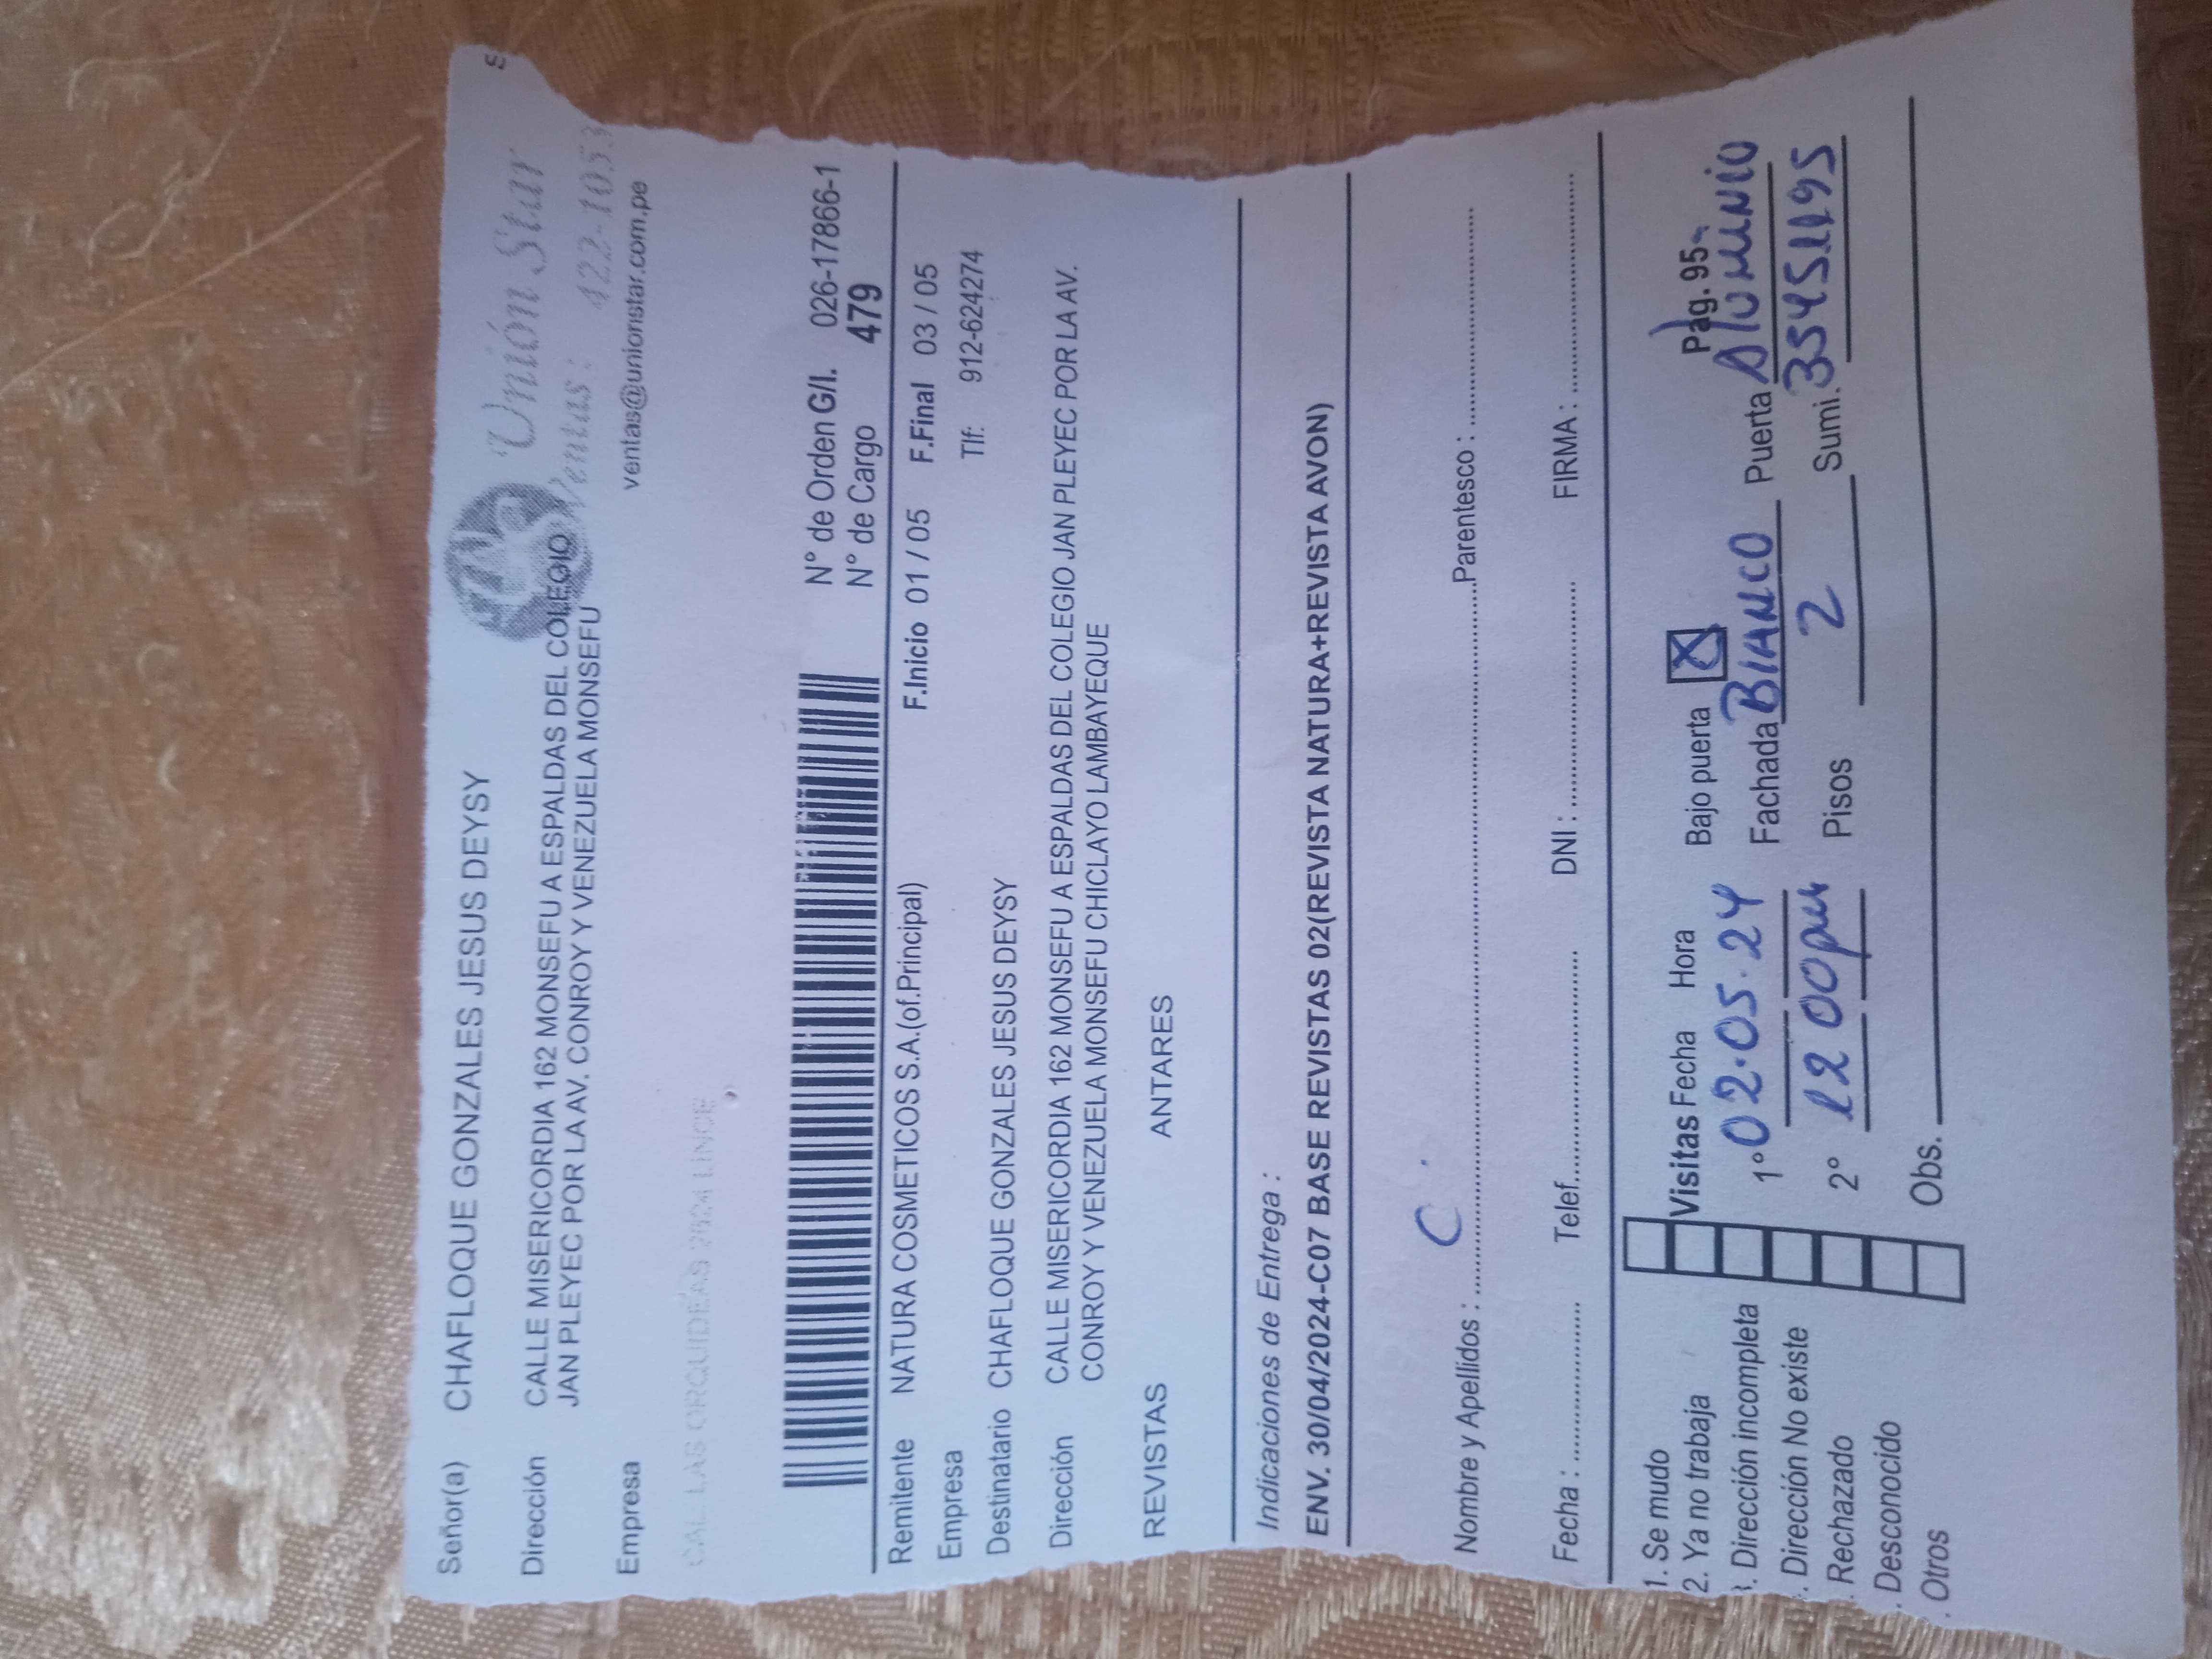 Señor(a) CHAFLOQUE GONZALES JESUS DEYSY
Unión Star
Ventas : 422-1053
ventas@unionstar.com.pe
Dirección CALLE MISERICORDIA 162 MONSEFU A ESPALDAS DEL COLEGIO
JAN PLEYEC POR LA AV. CONROY Y VENEZUELA MONSEFU
Empresa
CAL. LAS ORQUIDEAS 2624 LINCE
N° de Orden G/I. 026-17866-1
N° de Cargo 479
Remitente NATURA COSMETICOS S.A.(of.Principal) F.Inicio 01 / 05 F.Final 03 / 05
Empresa Tlf: 912-624274
Destinatario CHAFLOQUE GONZALES JESUS DEYSY
Dirección CALLE MISERICORDIA 162 MONSEFU A ESPALDAS DEL COLEGIO JAN PLEYEC POR LA AV.
CONROY Y VENEZUELA MONSEFU CHICLAYO LAMBAYEQUE
REVISTAS ANTARES
Indicaciones de Entrega :
ENV. 30/04/2024-C07 BASE REVISTAS 02(REVISTA NATURA+REVISTA AVON)
C
Nombre y Apellidos : Parentesco :
Fecha : Telef. DNI : FIRMA :
1. Se mudo
2. Ya no trabaja
. Dirección incompleta
. Dirección No existe
. Rechazado
. Desconocido
. Otros
Visitas Fecha Hora Bajo puerta X Pág. 95
1° 02.05.24 Fachada BLANCO Puerta Aluminio
2° 12 00pm Pisos 2 Sumi.
Obs.